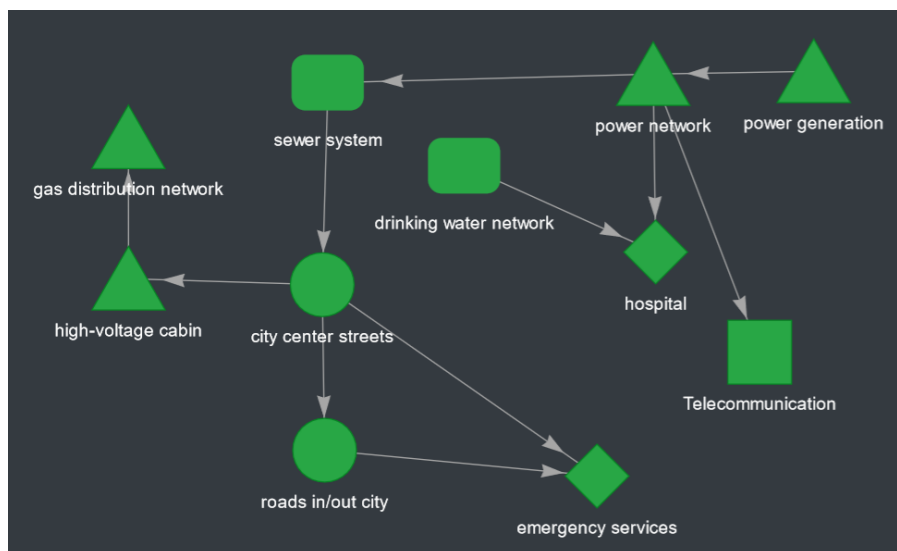 power generation
power network
sewer system
gas distribution network
drinking water network
hospital
high-voltage cabin
city center streets
Telecommunication
roads in/out city
emergency services